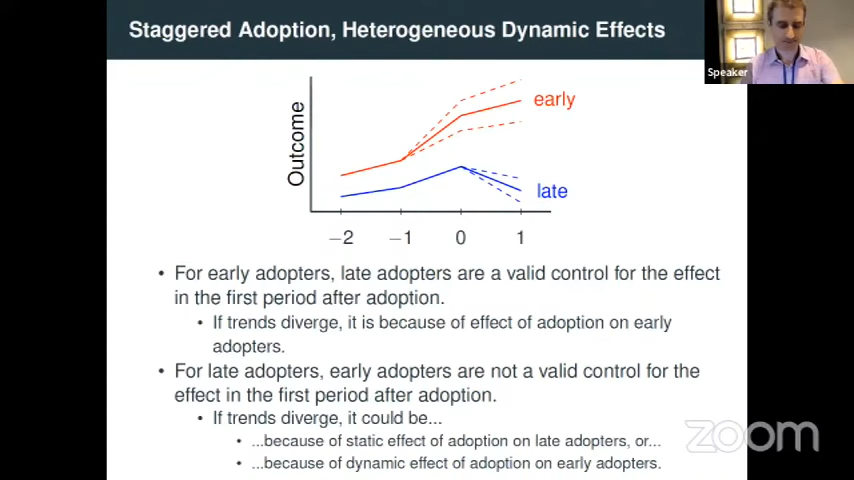 Staggered Adoption, Heterogeneous Dynamic Effects
Speaker
Outcome
early
late
−2 −1 0 1
• For early adopters, late adopters are a valid control for the effect
in the first period after adoption.
• If trends diverge, it is because of effect of adoption on early
adopters.
• For late adopters, early adopters are not a valid control for the
effect in the first period after adoption.
• If trends diverge, it could be...
• ...because of static effect of adoption on late adopters, or...
• ...because of dynamic effect of adoption on early adopters.
zoom